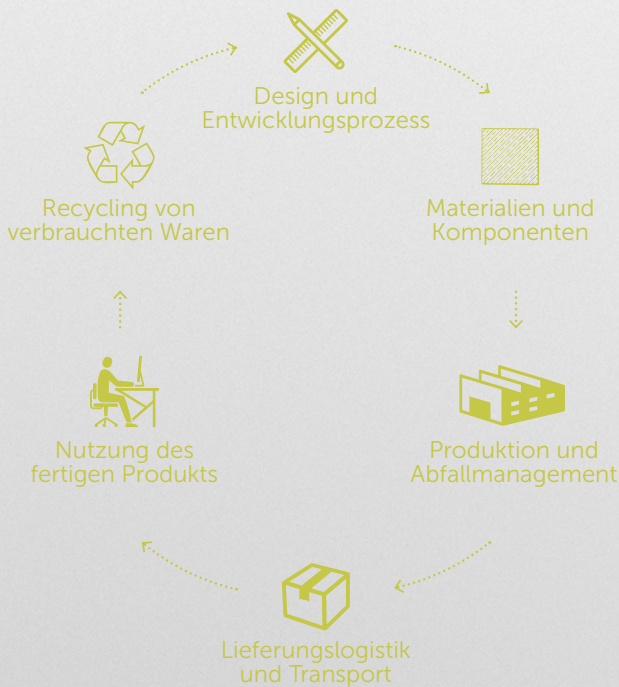 Design und
Entwicklungsprozess
Materialien und
Komponenten
Produktion und
Abfallmanagement
Lieferungslogistik
und Transport
Nutzung des
fertigen Produkts
Recycling von
verbrauchten Waren